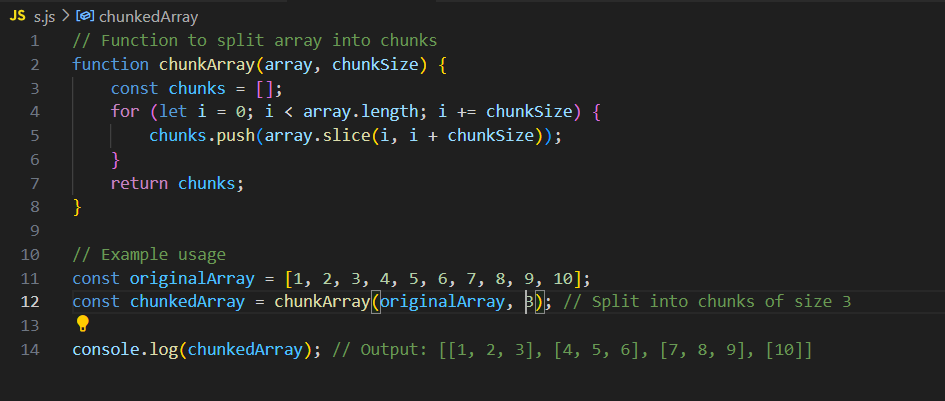 JS s.js > chunkedArray
1 // Function to split array into chunks
2 function chunkArray(array, chunkSize) {
3     const chunks = [];
4     for (let i = 0; i < array.length; i += chunkSize) {
5         chunks.push(array.slice(i, i + chunkSize));
6     }
7     return chunks;
8 }
9
10 // Example usage
11 const originalArray = [1, 2, 3, 4, 5, 6, 7, 8, 9, 10];
12 const chunkedArray = chunkArray(originalArray, 3); // Split into chunks of size 3
13
14 console.log(chunkedArray); // Output: [[1, 2, 3], [4, 5, 6], [7, 8, 9], [10]]